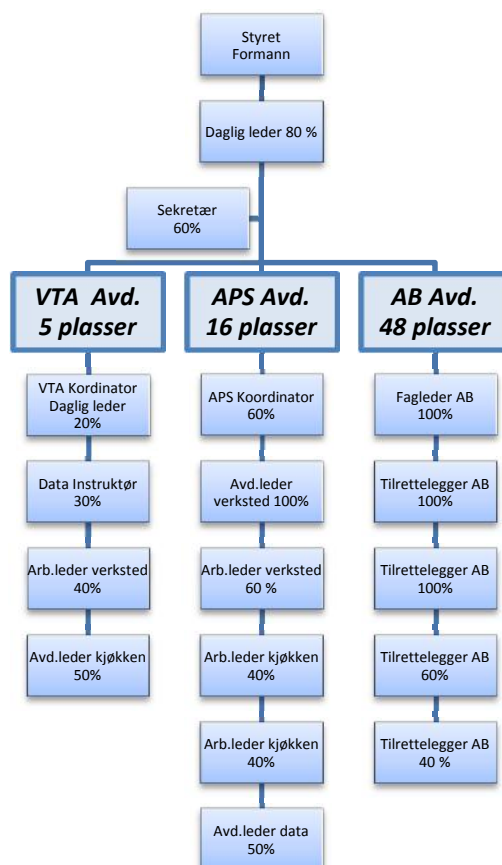 Styret
Formann
Daglig leder 80 %
Sekretær
60%
VTA Avd.
5 plasser
VTA Kordinator
Daglig leder
20%
Data Instruktør
30%
Arb.leder verksted
40%
Avd.leder kjøkken
50%
APS Avd.
16 plasser
APS Koordinator
60%
Avd.leder
verksted 100%
Arb.leder verksted
60 %
Arb.leder kjøkken
40%
Arb.leder kjøkken
40%
Avd.leder data
50%
AB Avd.
48 plasser
Fagleder AB
100%
Tilrettelegger AB
100%
Tilrettelegger AB
100%
Tilrettelegger AB
60%
Tilrettelegger AB
40 %